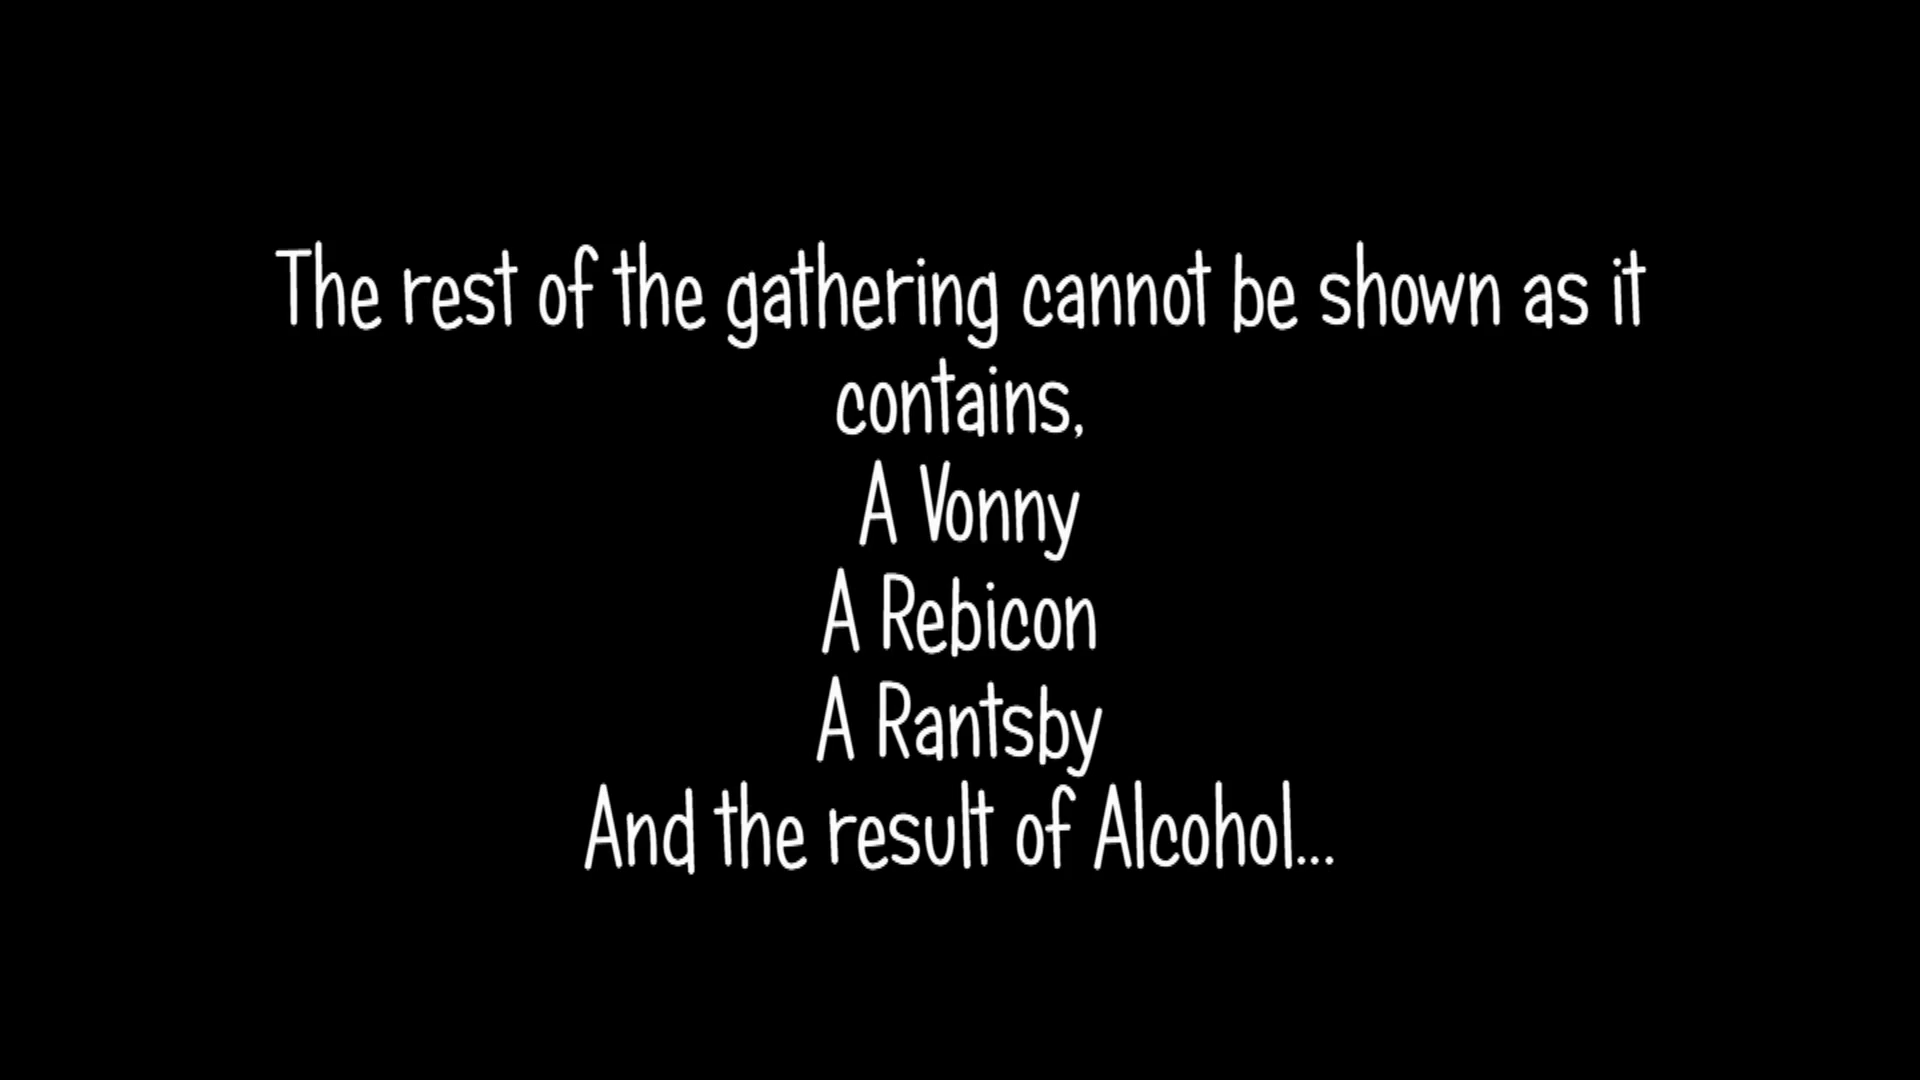 The rest of the gathering cannot be shown as it
contains,
A Vonny
A Rebicon
A Rantsby
And the result of Alcohol...